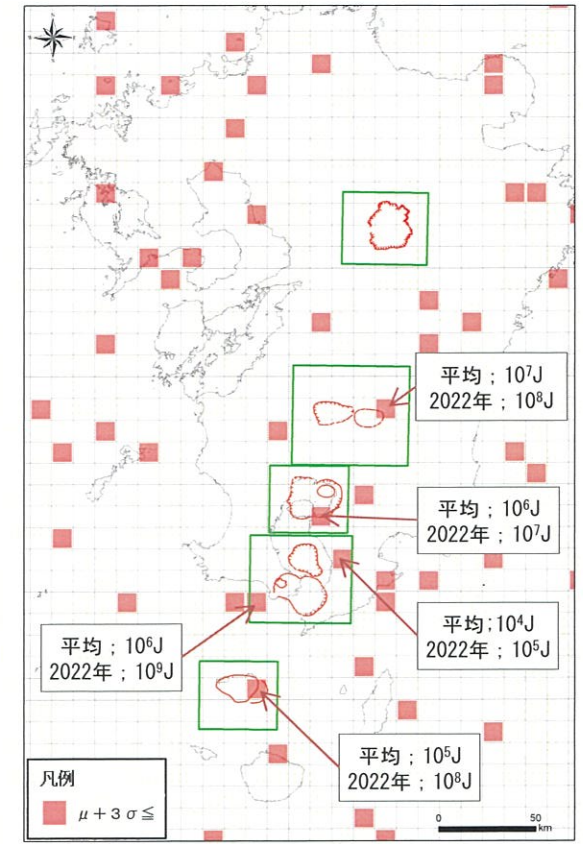 平均 ; 10⁷J
2022年 ; 10⁸J
平均 ; 10⁶J
2022年 ; 10⁷J
平均;10⁴J
2022年 ; 10⁵J
平均 ; 10⁶J
2022年 ; 10⁹J
平均 ; 10⁵J
2022年 ; 10⁸J
凡例
μ+3σ≦
0 50
km